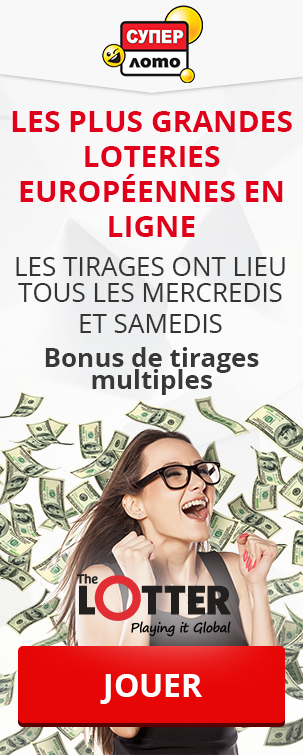 СУПЕР
ЛОТО
LES PLUS GRANDES
LOTERIES
EUROPÉENNES EN
LIGNE
LES TIRAGES ONT LIEU
TOUS LES MERCREDIS
ET SAMEDIS
Bonus de tirages
multiples
The
LOTTER
Playing it Global
JOUER